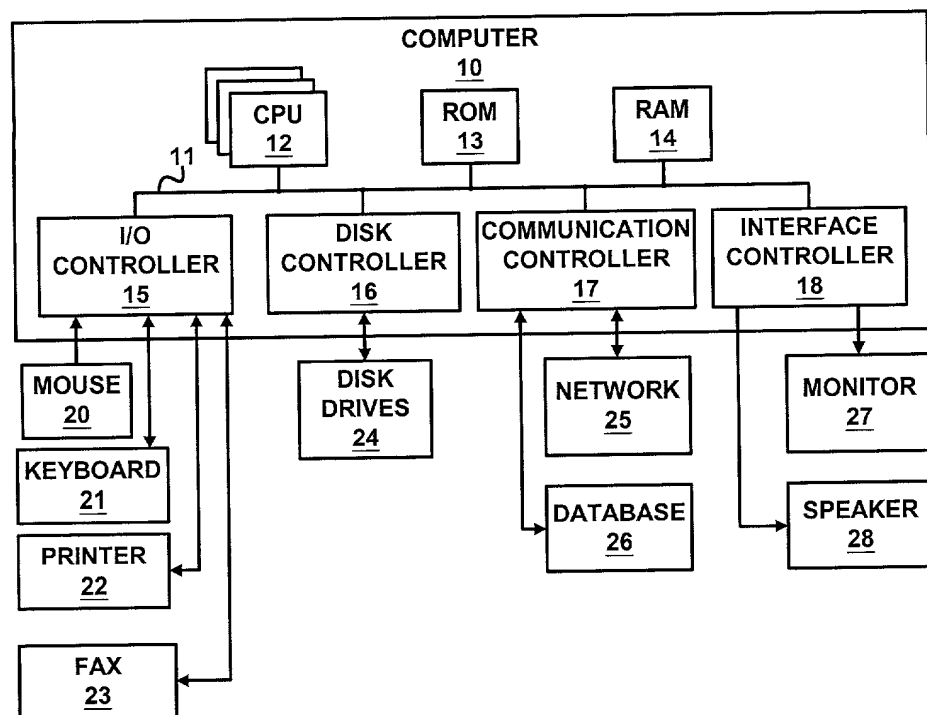 COMPUTER
10
CPU
12
ROM
13
RAM
14
11
I/O
CONTROLLER
15
DISK
CONTROLLER
16
COMMUNICATION
CONTROLLER
17
INTERFACE
CONTROLLER
18
MOUSE
20
DISK
DRIVES
24
NETWORK
25
MONITOR
27
KEYBOARD
21
DATABASE
26
SPEAKER
28
PRINTER
22
FAX
23